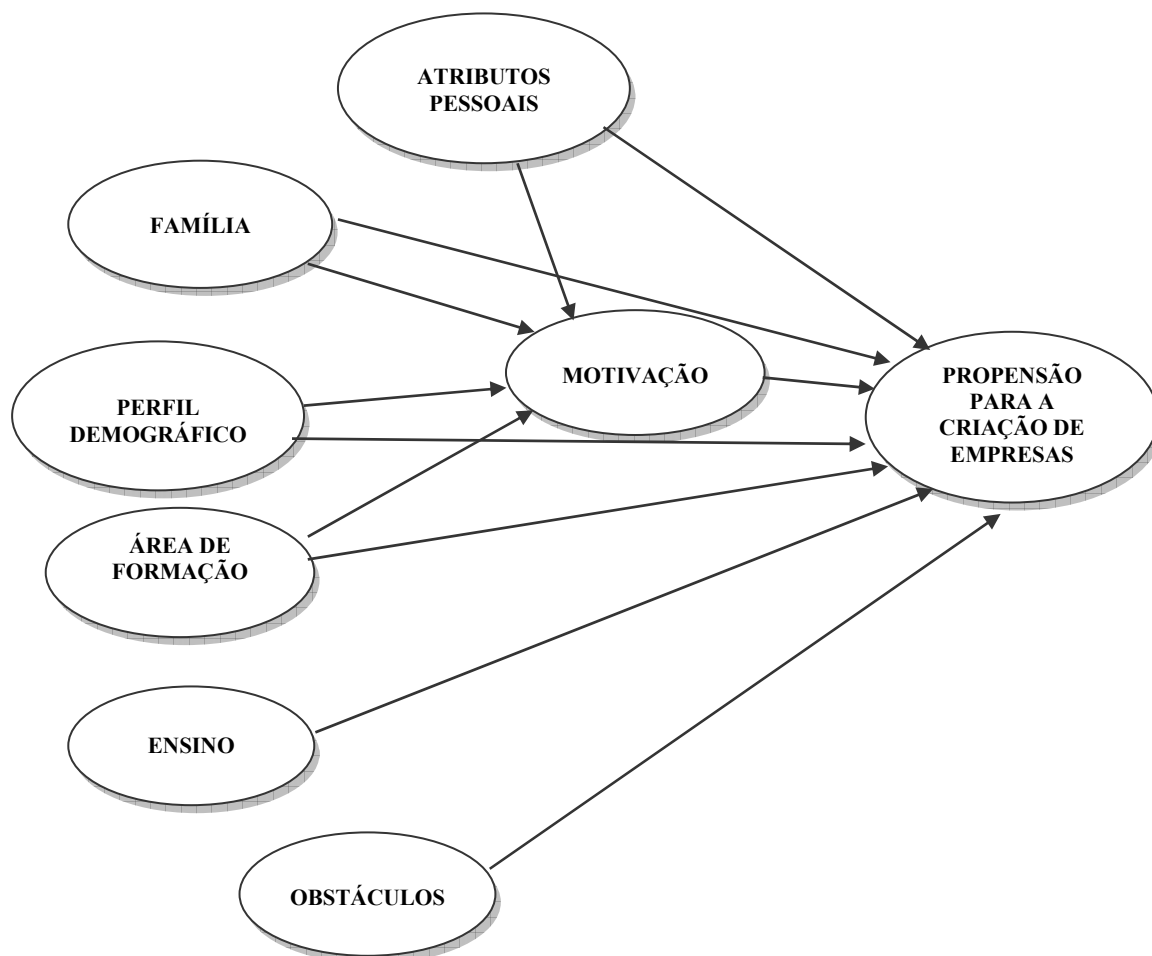 ATRIBUTOS
PESSOAIS
FAMÍLIA
MOTIVAÇÃO
PROPENSÃO
PARA A
CRIAÇÃO DE
EMPRESAS
PERFIL
DEMOGRÁFICO
ÁREA DE
FORMAÇÃO
ENSINO
OBSTÁCULOS